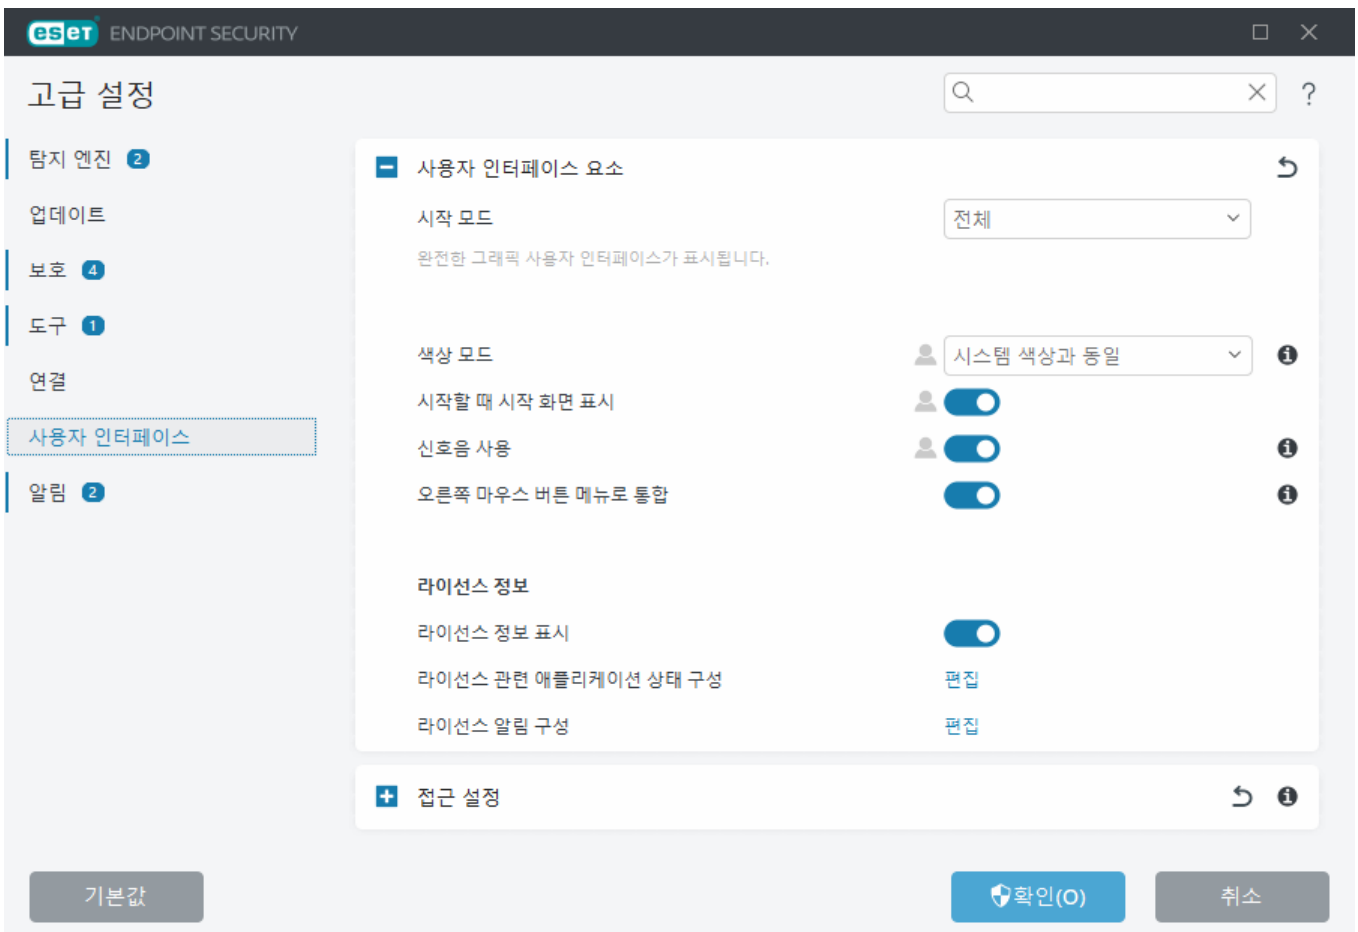 eset ENDPOINT SECURITY
고급 설정
?
탐지 엔진 2
업데이트
보호 4
도구 1
연결
사용자 인터페이스
알림 2
사용자 인터페이스 요소
시작 모드 전체
완전한 그래픽 사용자 인터페이스가 표시됩니다.
색상 모드 시스템 색상과 동일
시작할 때 시작 화면 표시
신호음 사용
오른쪽 마우스 버튼 메뉴로 통합
라이선스 정보
라이선스 정보 표시
라이선스 관련 애플리케이션 상태 구성 편집
라이선스 알림 구성 편집
접근 설정
기본값 확인(O) 취소